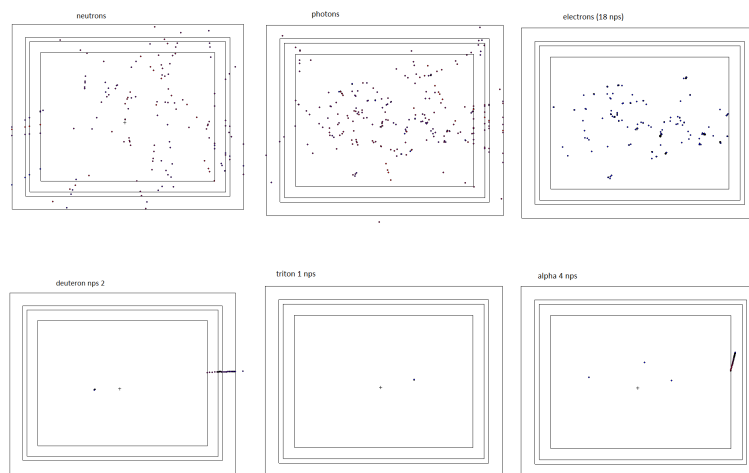 neutrons
photons
electrons (18 nps)
deuteron nps 2
triton 1 nps
alpha 4 nps